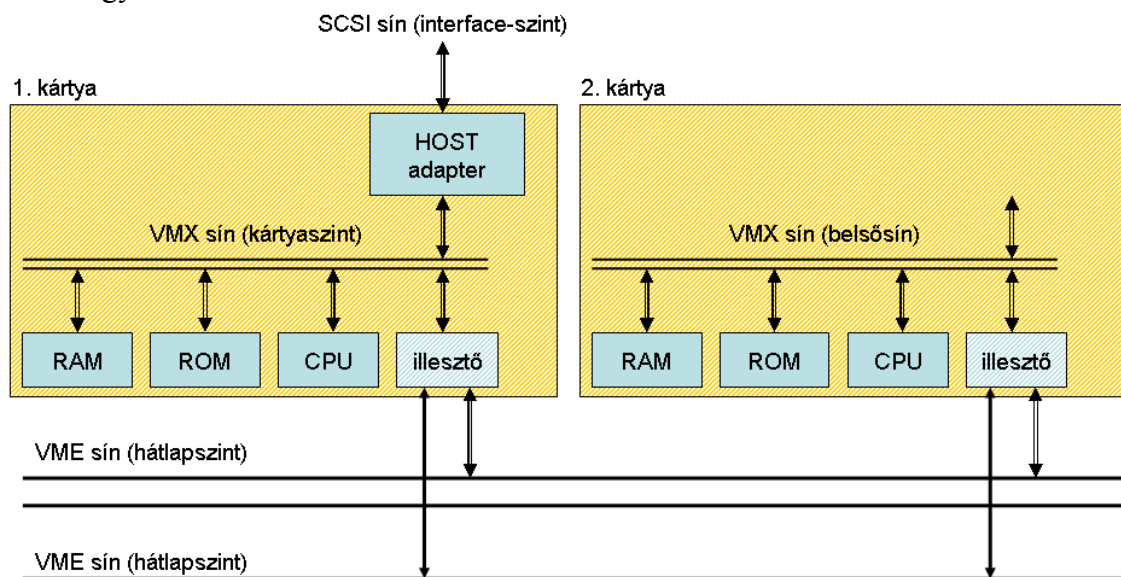 SCSI sín (interface-szint)
1. kártya
2. kártya
HOST
adapter
VMX sín (kártyaszint)
VMX sín (belsősín)
RAM
ROM
CPU
illesztő
RAM
ROM
CPU
illesztő
VME sín (hátlapszint)
VME sín (hátlapszint)